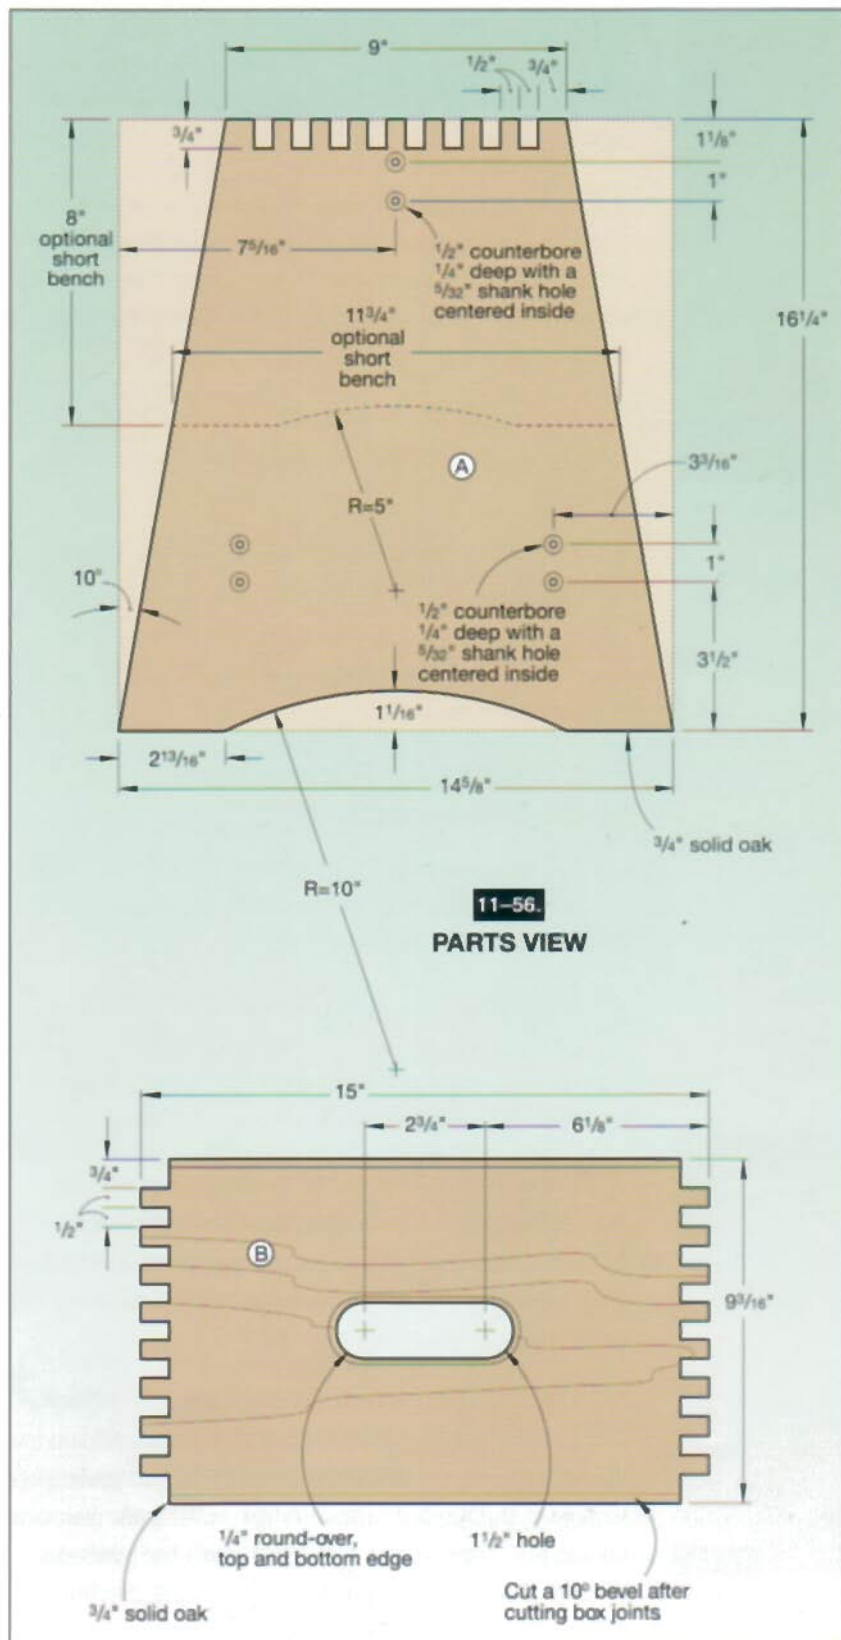 9"
1/2"
3/4"
3/4"
1 1/8"
1"
8"
optional
short
bench
7 5/16"
1/2" counterbore
1/4" deep with a
5/32" shank hole
centered inside
16 1/4"
11 3/4"
optional
short
bench
A
3 3/16"
R=5"
1"
10°
1/2" counterbore
1/4" deep with a
5/32" shank hole
centered inside
3 1/2"
1 1/16"
2 13/16"
14 5/8"
3/4" solid oak
R=10"
11–56.
PARTS VIEW
15"
2 3/4"
6 1/8"
3/4"
1/2"
B
9 3/16"
1/4" round-over,
top and bottom edge
1 1/2" hole
Cut a 10° bevel after
cutting box joints
3/4" solid oak